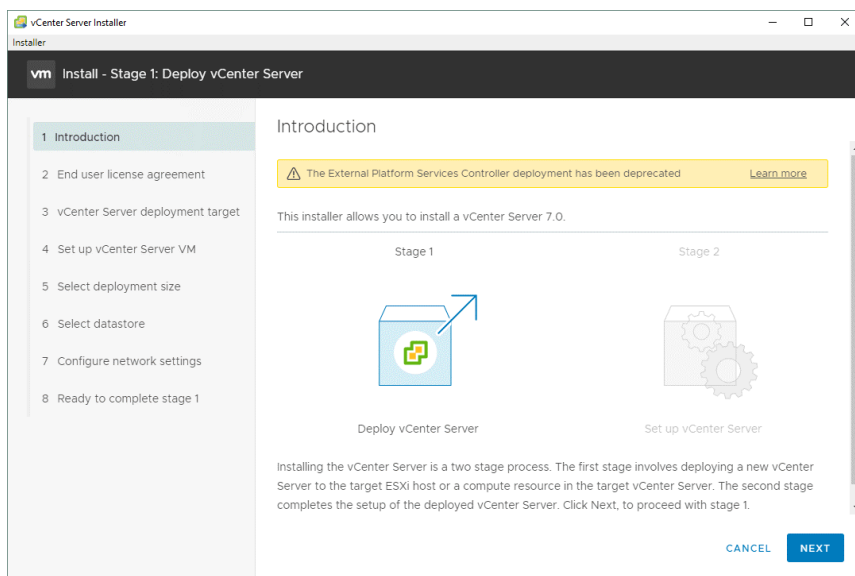 vCenter Server Installer
Installer
vm Install - Stage 1: Deploy vCenter Server
1 Introduction
2 End user license agreement
3 vCenter Server deployment target
4 Set up vCenter Server VM
5 Select deployment size
6 Select datastore
7 Configure network settings
8 Ready to complete stage 1
Introduction
The External Platform Services Controller deployment has been deprecated Learn more
This installer allows you to install a vCenter Server 7.0.
Stage 1 Stage 2
Deploy vCenter Server Set up vCenter Server
Installing the vCenter Server is a two stage process. The first stage involves deploying a new vCenter
Server to the target ESXi host or a compute resource in the target vCenter Server. The second stage
completes the setup of the deployed vCenter Server. Click Next, to proceed with stage 1.
CANCEL NEXT